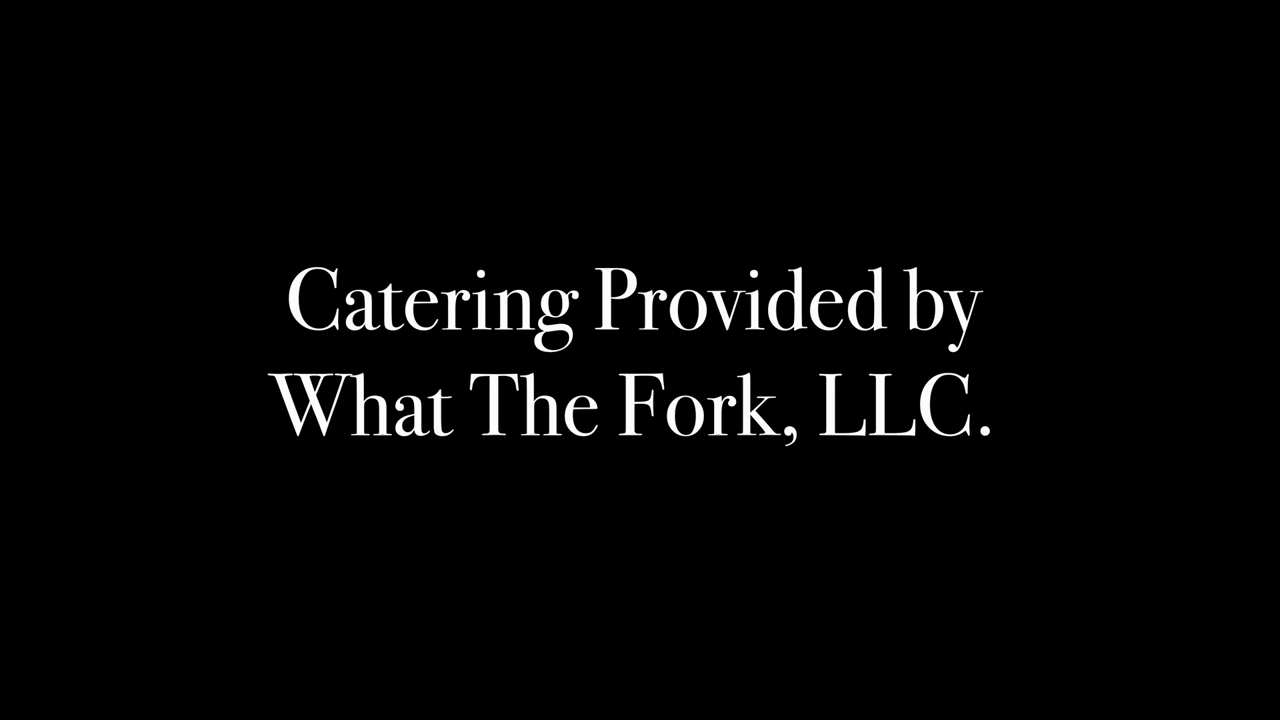 Catering Provided by
What The Fork, LLC.